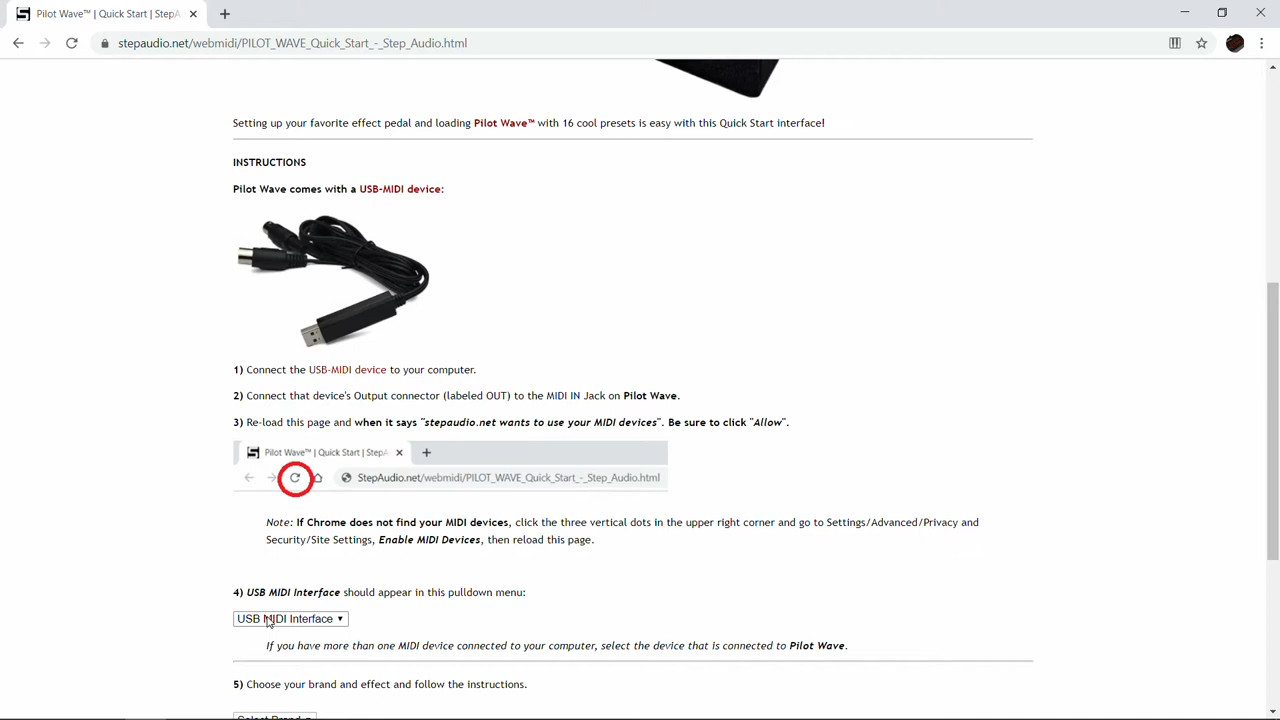 Pilot Wave™ | Quick Start | StepA
stepaudio.net/webmidi/PILOT_WAVE_Quick_Start_-_Step_Audio.html
Setting up your favorite effect pedal and loading Pilot Wave™ with 16 cool presets is easy with this Quick Start interface!
INSTRUCTIONS
Pilot Wave comes with a USB-MIDI device:
1) Connect the USB-MIDI device to your computer.
2) Connect that device's Output connector (labeled OUT) to the MIDI IN Jack on Pilot Wave.
3) Re-load this page and when it says "stepaudio.net wants to use your MIDI devices". Be sure to click "Allow".
Pilot Wave™ | Quick Start | StepA
StepAudio.net/webmidi/PILOT_WAVE_Quick_Start_-_Step_Audio.html
Note: If Chrome does not find your MIDI devices, click the three vertical dots in the upper right corner and go to Settings/Advanced/Privacy and
Security/Site Settings, Enable MIDI Devices, then reload this page.
4) USB MIDI Interface should appear in this pulldown menu:
USB MIDI Interface
If you have more than one MIDI device connected to your computer, select the device that is connected to Pilot Wave.
5) Choose your brand and effect and follow the instructions.
Select Brand